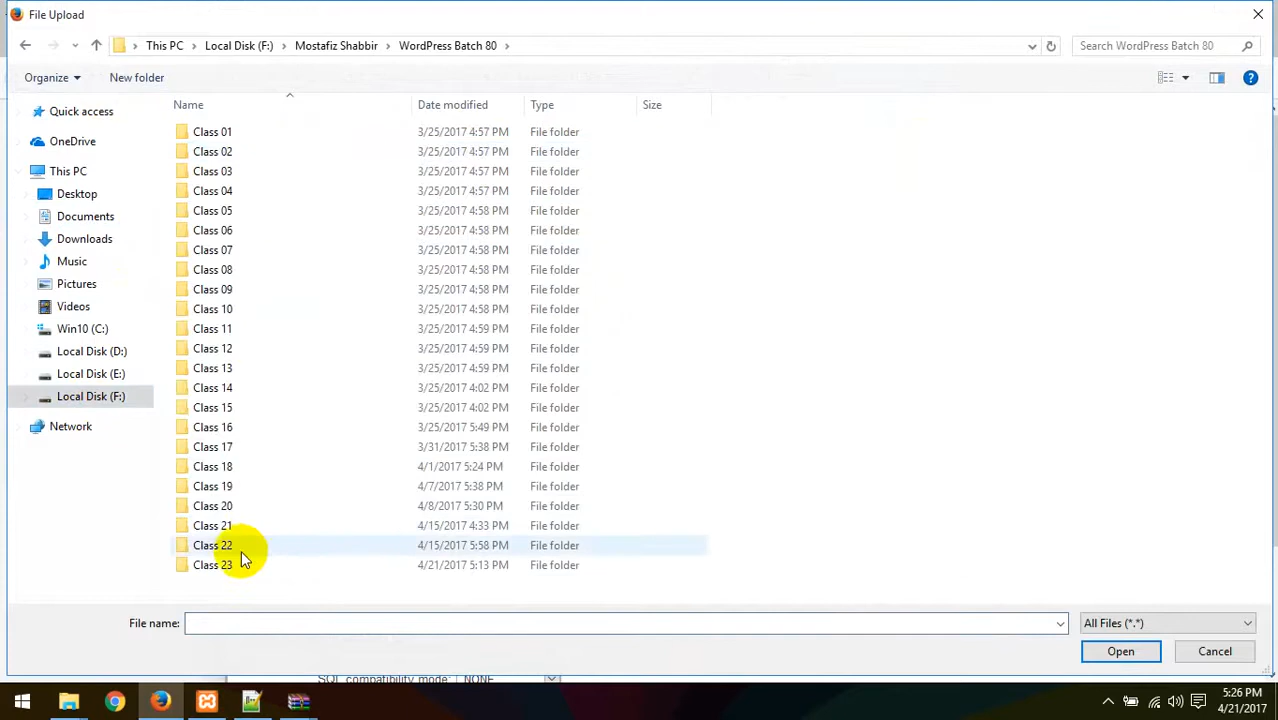 File Upload
This PC > Local Disk (F:) > Mostafiz Shabbir > WordPress Batch 80 >
Search WordPress Batch 80
Organize
New folder
Name Date modified Type Size
Quick access
OneDrive
This PC
Desktop
Documents
Downloads
Music
Pictures
Videos
Win10 (C:)
Local Disk (D:)
Local Disk (E:)
Local Disk (F:)
Network
Class 01 3/25/2017 4:57 PM File folder
Class 02 3/25/2017 4:57 PM File folder
Class 03 3/25/2017 4:57 PM File folder
Class 04 3/25/2017 4:57 PM File folder
Class 05 3/25/2017 4:58 PM File folder
Class 06 3/25/2017 4:58 PM File folder
Class 07 3/25/2017 4:58 PM File folder
Class 08 3/25/2017 4:58 PM File folder
Class 09 3/25/2017 4:58 PM File folder
Class 10 3/25/2017 4:58 PM File folder
Class 11 3/25/2017 4:59 PM File folder
Class 12 3/25/2017 4:59 PM File folder
Class 13 3/25/2017 4:59 PM File folder
Class 14 3/25/2017 4:02 PM File folder
Class 15 3/25/2017 4:02 PM File folder
Class 16 3/25/2017 5:49 PM File folder
Class 17 3/31/2017 5:38 PM File folder
Class 18 4/1/2017 5:24 PM File folder
Class 19 4/7/2017 5:38 PM File folder
Class 20 4/8/2017 5:30 PM File folder
Class 21 4/15/2017 4:33 PM File folder
Class 22 4/15/2017 5:58 PM File folder
Class 23 4/21/2017 5:13 PM File folder
File name:
All Files (*.*)
Open
Cancel
SQL compatibility mode: NONE
5:26 PM
4/21/2017